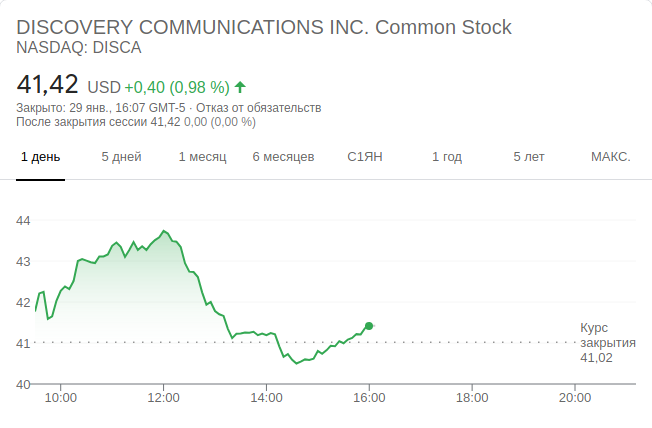 DISCOVERY COMMUNICATIONS INC. Common Stock
NASDAQ: DISCA
41,42 USD +0,40 (0,98 %)
Закрыто: 29 янв., 16:07 GMT-5 · Отказ от обязательств
После закрытия сессии 41,42 0,00 (0,00 %)
1 день 5 дней 1 месяц 6 месяцев С1ЯН 1 год 5 лет МАКС.
44
43
42
41
40
Курс
закрытия
41,02
10:00 12:00 14:00 16:00 18:00 20:00